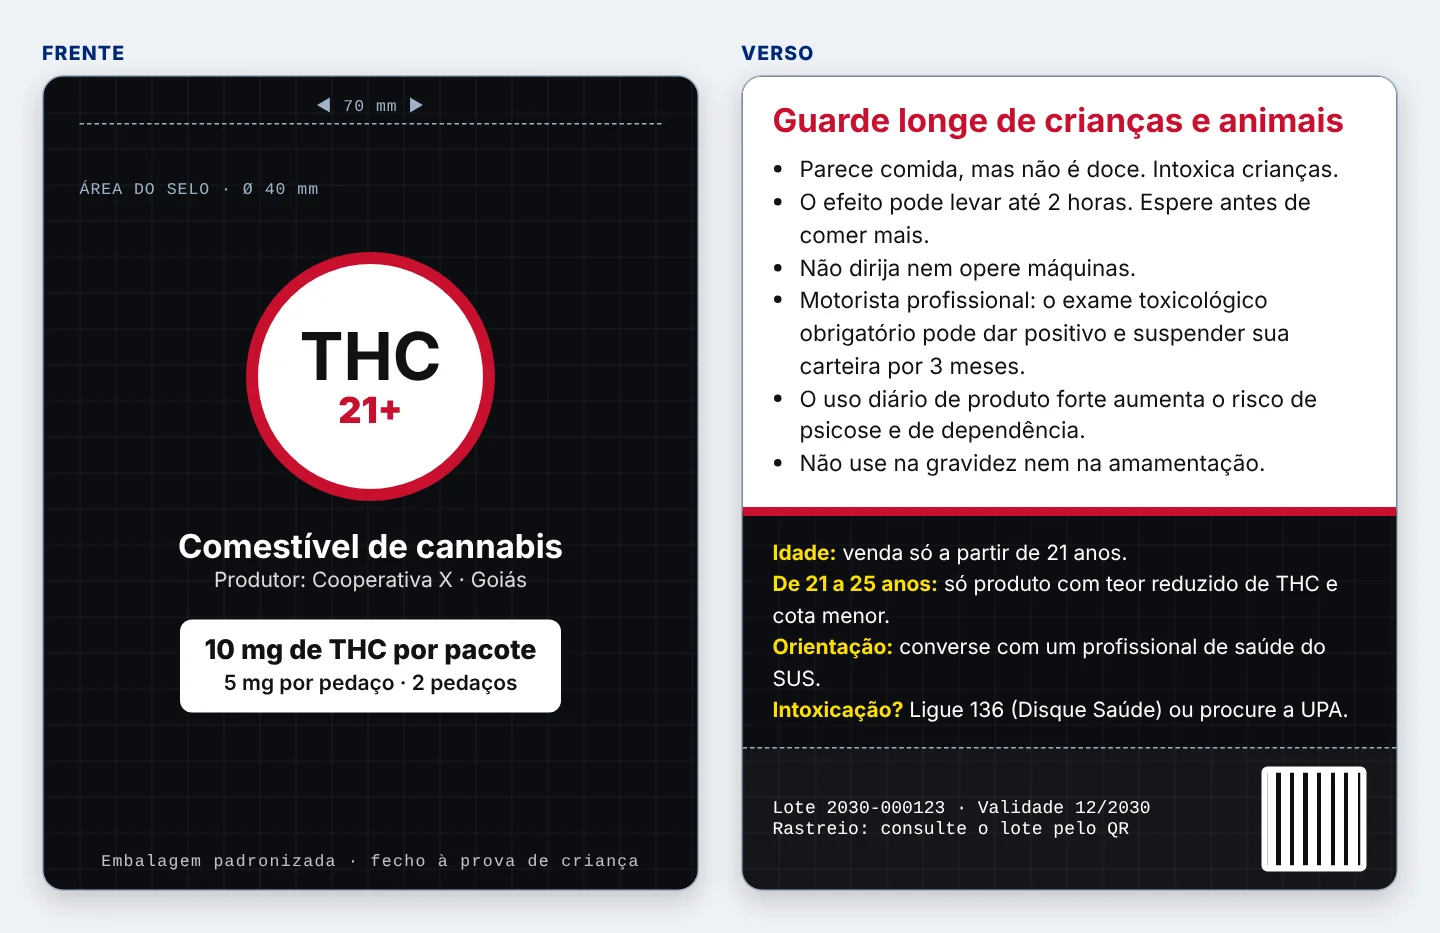 FRENTE
◀ 70 mm ▶
ÁREA DO SELO · Ø 40 mm
THC
21+
Comestível de cannabis
Produtor: Cooperativa X · Goiás
10 mg de THC por pacote
5 mg por pedaço · 2 pedaços
Embalagem padronizada · fecho à prova de criança
VERSO
Guarde longe de crianças e animais
• Parece comida, mas não é doce. Intoxica crianças.
• O efeito pode levar até 2 horas. Espere antes de
comer mais.
• Não dirija nem opere máquinas.
• Motorista profissional: o exame toxicológico
obrigatório pode dar positivo e suspender sua
carteira por 3 meses.
• O uso diário de produto forte aumenta o risco de
psicose e de dependência.
• Não use na gravidez nem na amamentação.
Idade: venda só a partir de 21 anos.
De 21 a 25 anos: só produto com teor reduzido de THC e
cota menor.
Orientação: converse com um profissional de saúde do
SUS.
Intoxicação? Ligue 136 (Disque Saúde) ou procure a UPA.
Lote 2030-000123 · Validade 12/2030
Rastreio: consulte o lote pelo QR